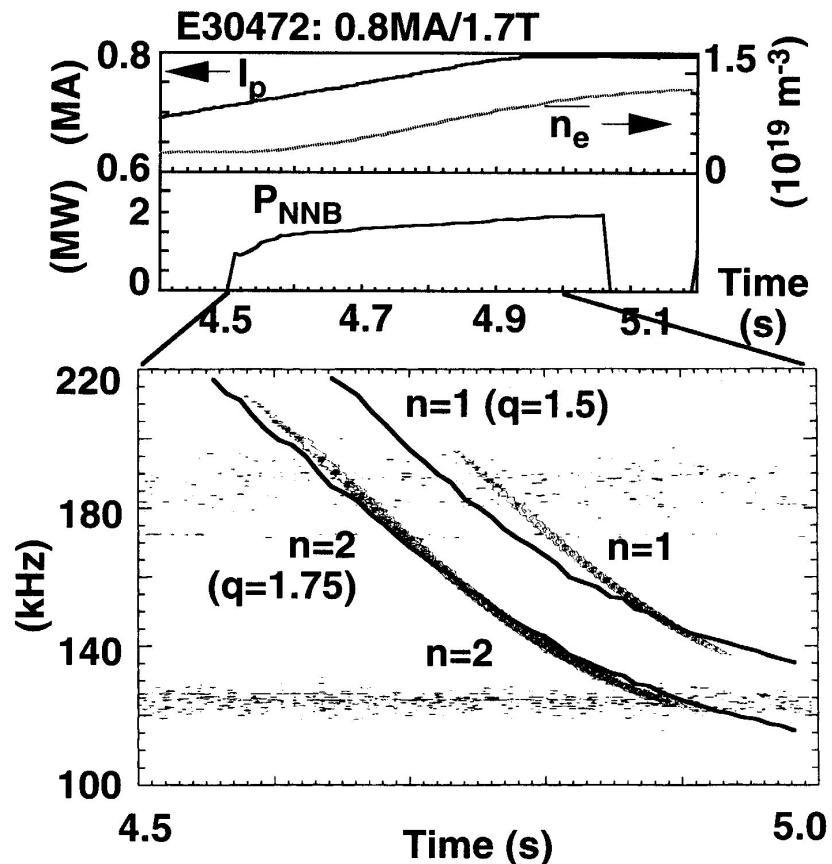 E30472: 0.8MA/1.7T
0.8
I_p
1.5
(MA)
n_e
(10^19 m^-3)
0.6
0
P_NNB
(MW)
2
0
Time
(s)
4.5 4.7 4.9 5.1
220
n=1 (q=1.5)
180
n=2
(q=1.75)
n=1
(kHz)
140
n=2
100
4.5
5.0
Time (s)